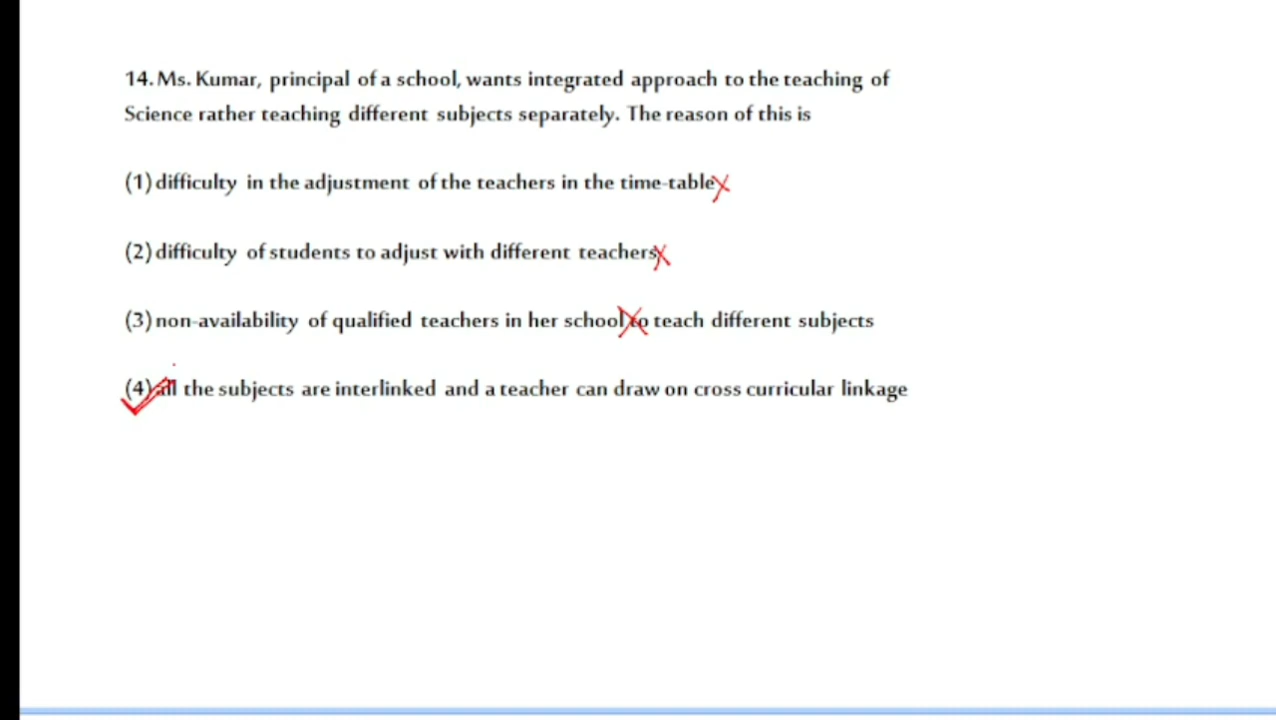 14. Ms. Kumar, principal of a school, wants integrated approach to the teaching of
Science rather teaching different subjects separately. The reason of this is
(1) difficulty in the adjustment of the teachers in the time-table
(2) difficulty of students to adjust with different teachers
(3) non-availability of qualified teachers in her school to teach different subjects
(4) all the subjects are interlinked and a teacher can draw on cross curricular linkage